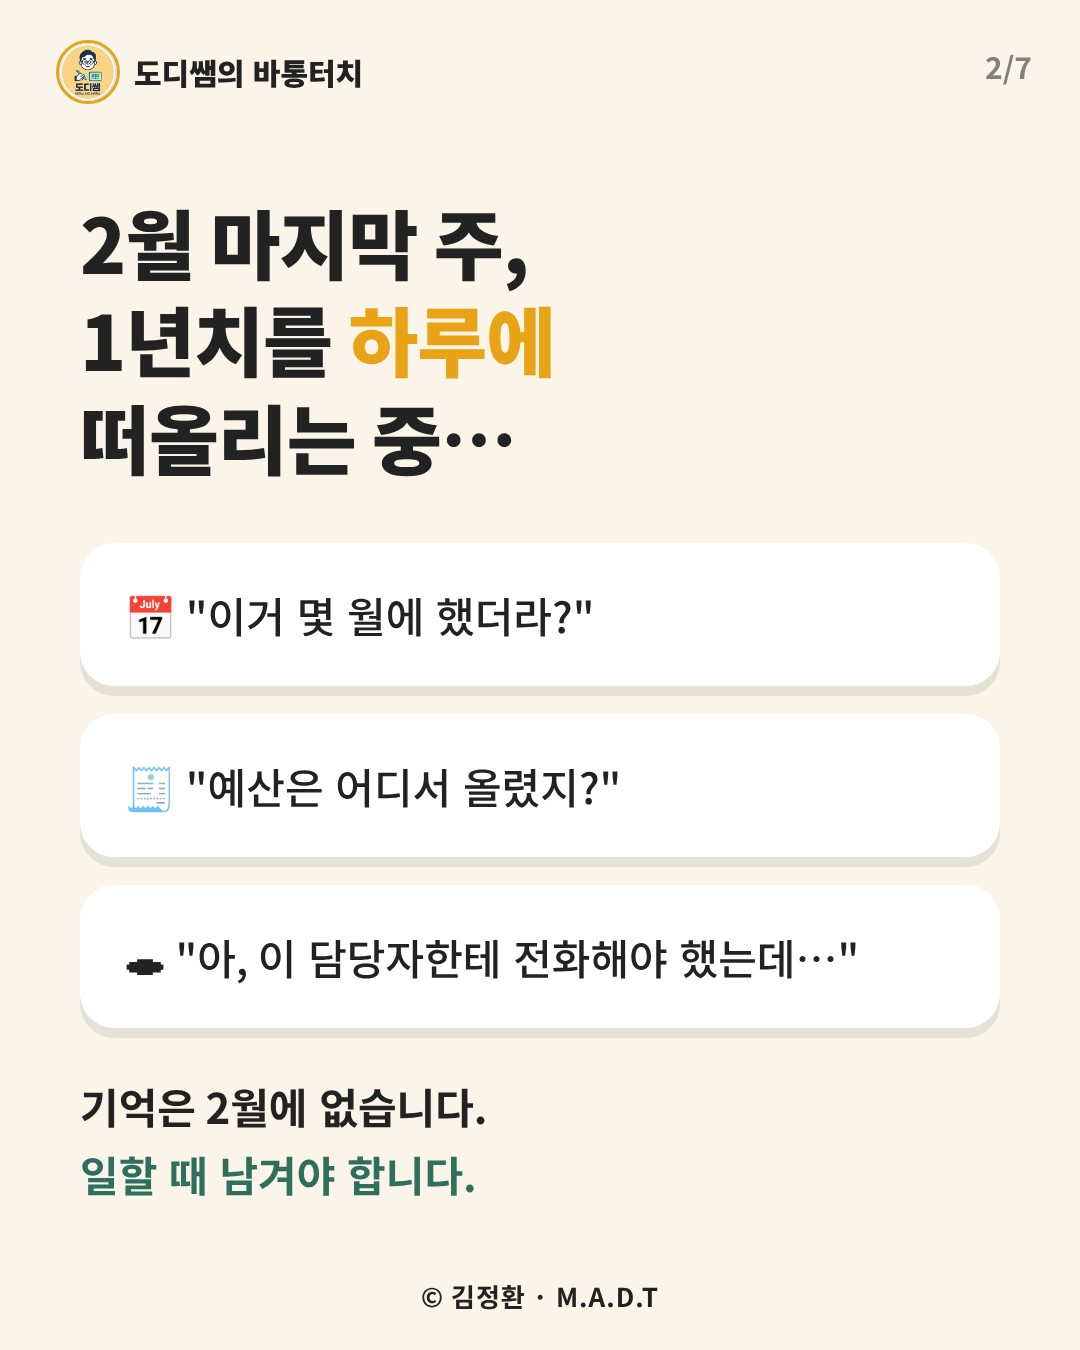 도디쌤
도디쌤의 바통터치
2/7
2월 마지막 주,
1년치를 하루에
떠올리는 중…
July
17
"이거 몇 월에 했더라?"
"예산은 어디서 올렸지?"
"아, 이 담당자한테 전화해야 했는데…"
기억은 2월에 없습니다.
일할 때 남겨야 합니다.
© 김정환 · M.A.D.T